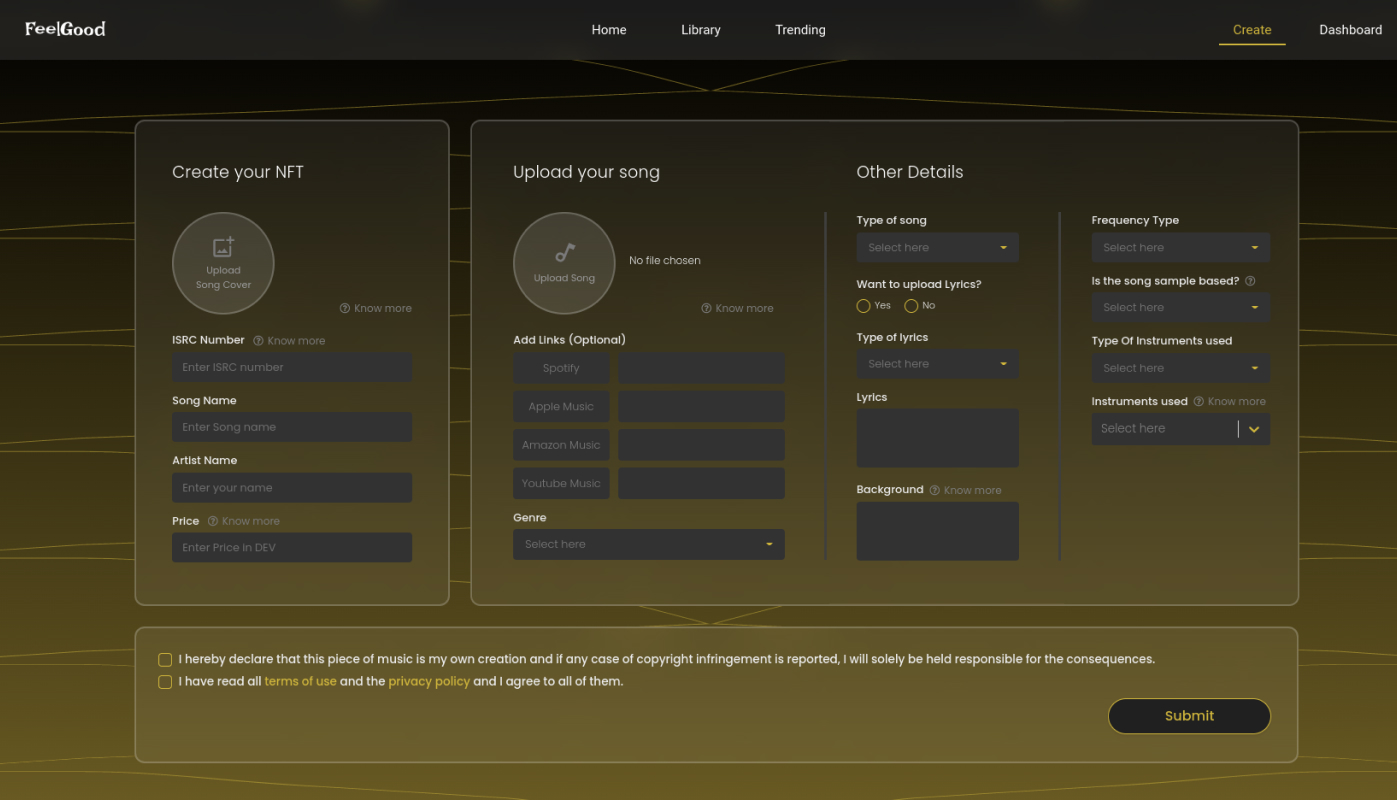 FeelGood
Home
Library
Trending
Create
Dashboard
Create your NFT
Upload
Song Cover
Know more
ISRC Number
Know more
Enter ISRC number
Song Name
Enter Song name
Artist Name
Enter your name
Price
Know more
Enter Price in DEV
Upload your song
Upload Song
No file chosen
Know more
Add Links (Optional)
Spotify
Apple Music
Amazon Music
Youtube Music
Genre
Select here
Other Details
Type of song
Select here
Want to upload Lyrics?
Yes
No
Type of lyrics
Select here
Lyrics
Background
Know more
Frequency Type
Select here
Is the song sample based?
Select here
Type Of Instruments used
Select here
Instruments used
Know more
Select here
I hereby declare that this piece of music is my own creation and if any case of copyright infringement is reported, I will solely be held responsible for the consequences.
I have read all terms of use and the privacy policy and I agree to all of them.
Submit